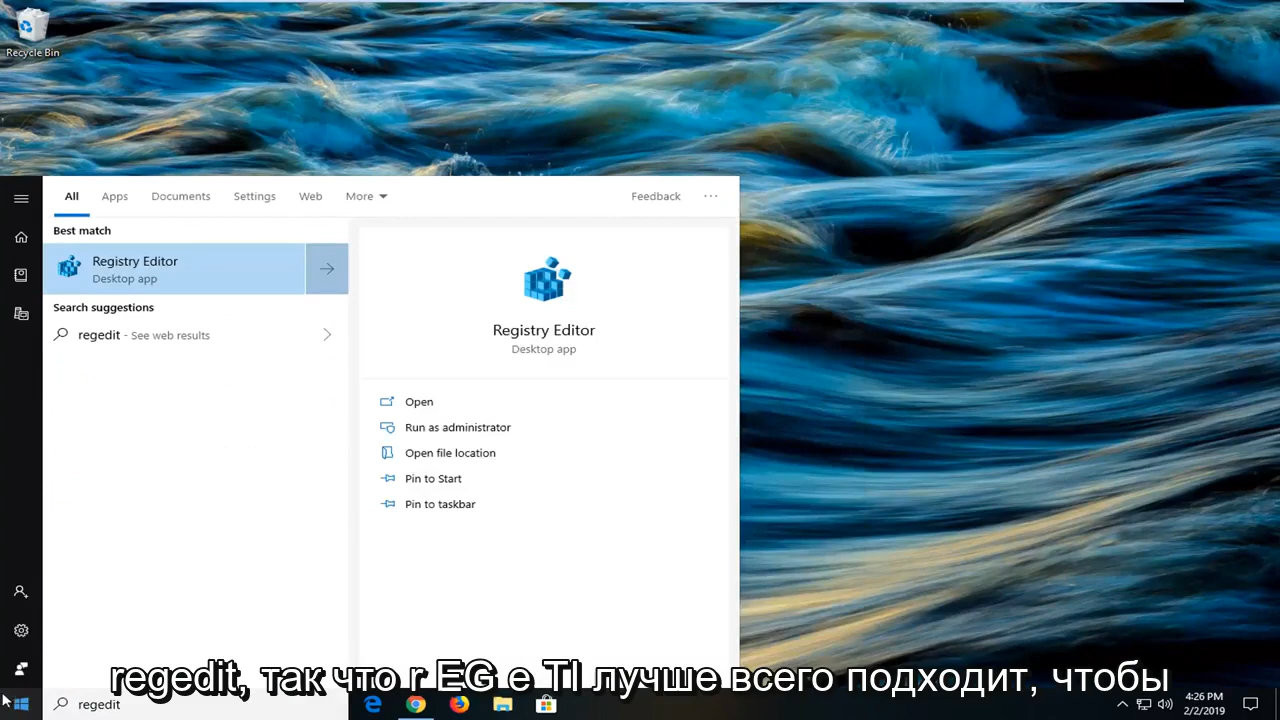 Recycle Bin
All Apps Documents Settings Web More Feedback ···
Best match
Registry Editor
Desktop app
Search suggestions
regedit - See web results
Registry Editor
Desktop app
Open
Run as administrator
Open file location
Pin to Start
Pin to taskbar
regedit, так что r EG e TI лучше всего подходит, чтобы
regedit
4:26 PM
2/2/2019